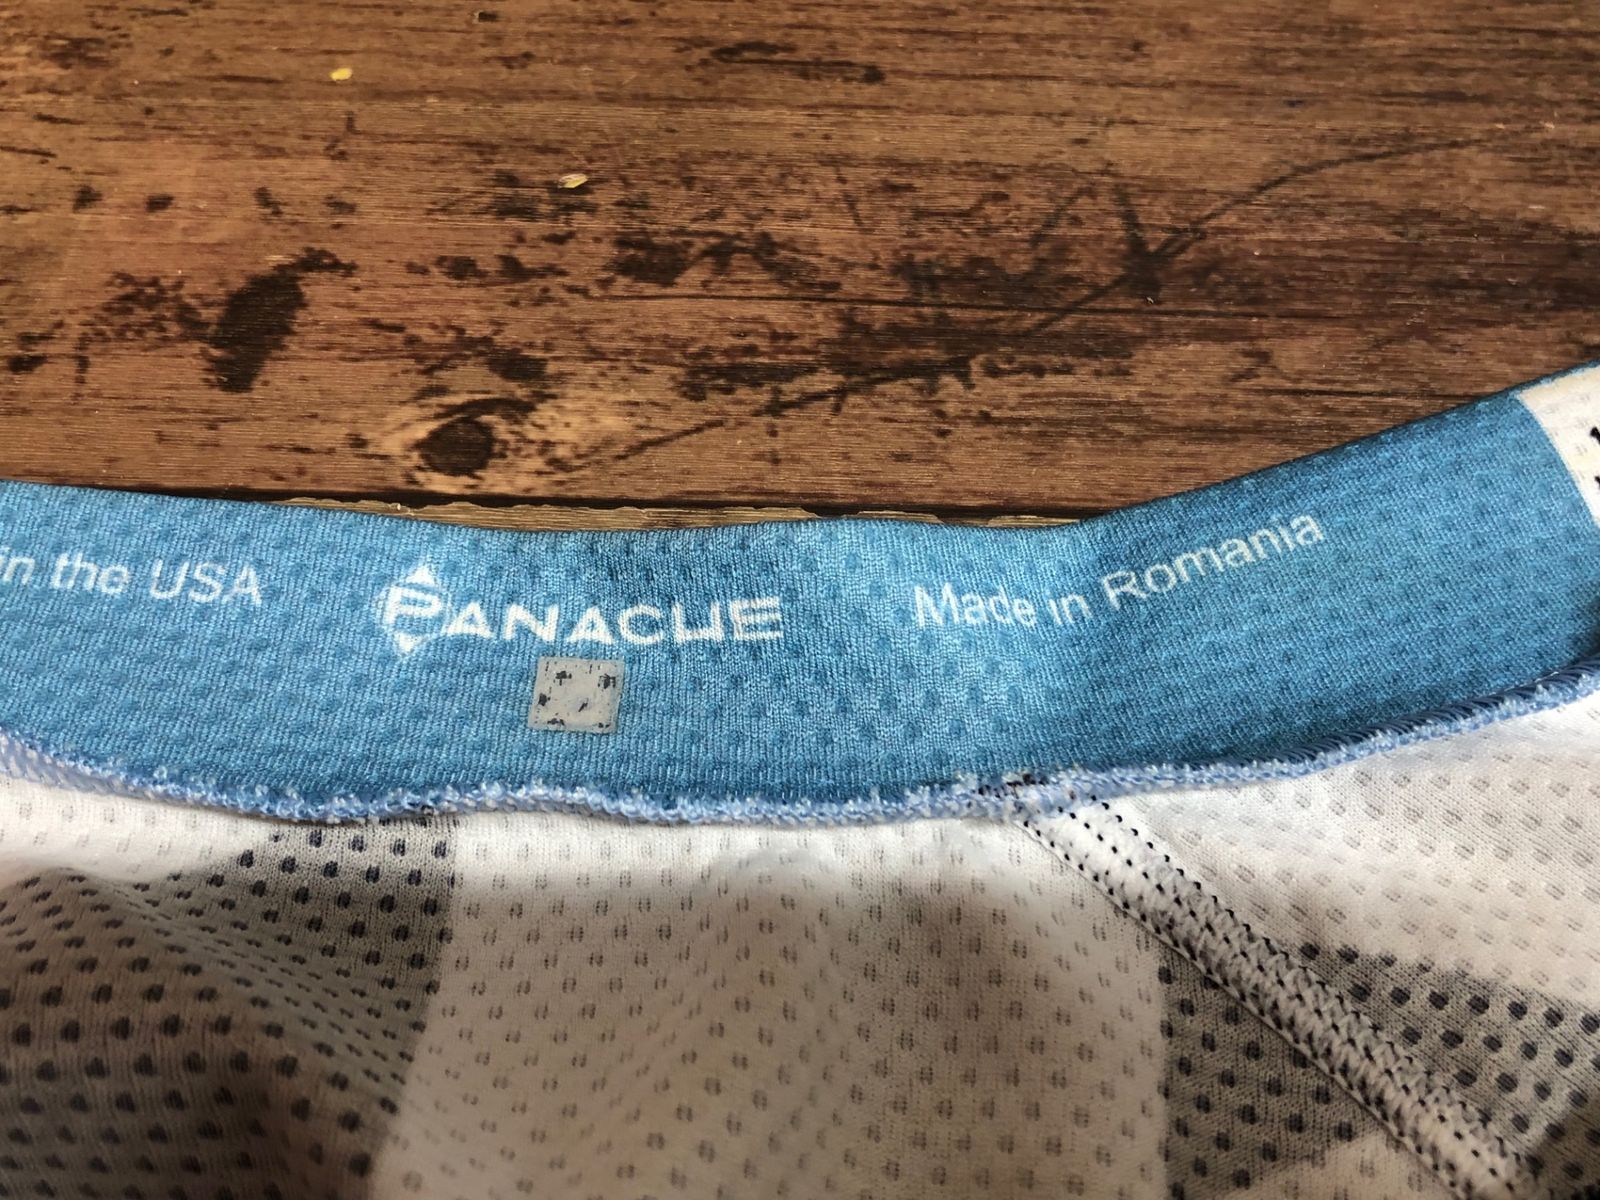 in the USA
PANACHE
Made in Romania